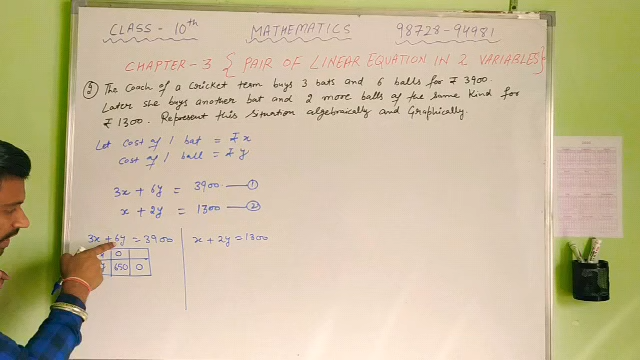 CLASS - 10th MATHEMATICS 98728-94981
CHAPTER-3 { PAIR OF LINEAR EQUATION IN 2 VARIABLES}
Q2 The Coach of a Cricket term buys 3 bats and 6 balls for ₹ 3900.
Later she buys another bat and 2 more balls of the same kind for
₹ 1300. Represent this situation algebraically and Graphically.
Let cost of 1 bat = ₹ x
cost of 1 ball = ₹ y
3x + 6y = 3900 — ①
x + 2y = 1300 — ②
3x + 6y = 3900 x + 2y = 1300
0
y 650 0